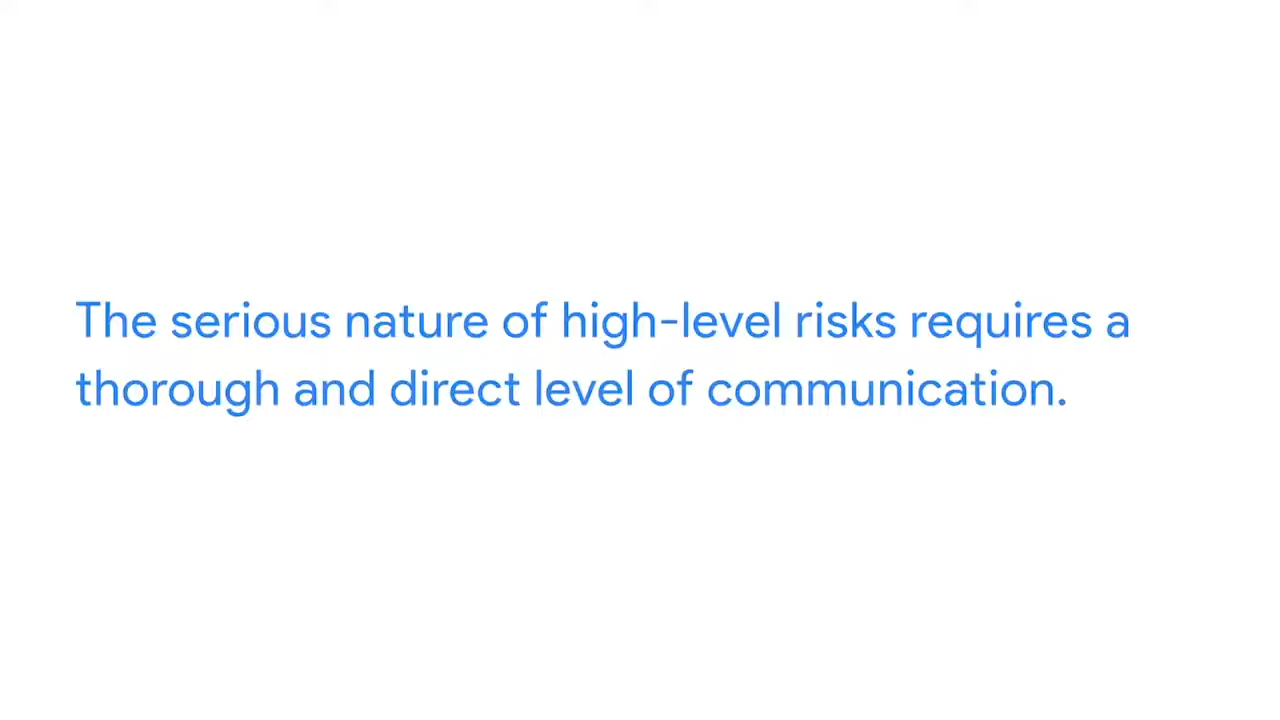 The serious nature of high-level risks requires a
thorough and direct level of communication.